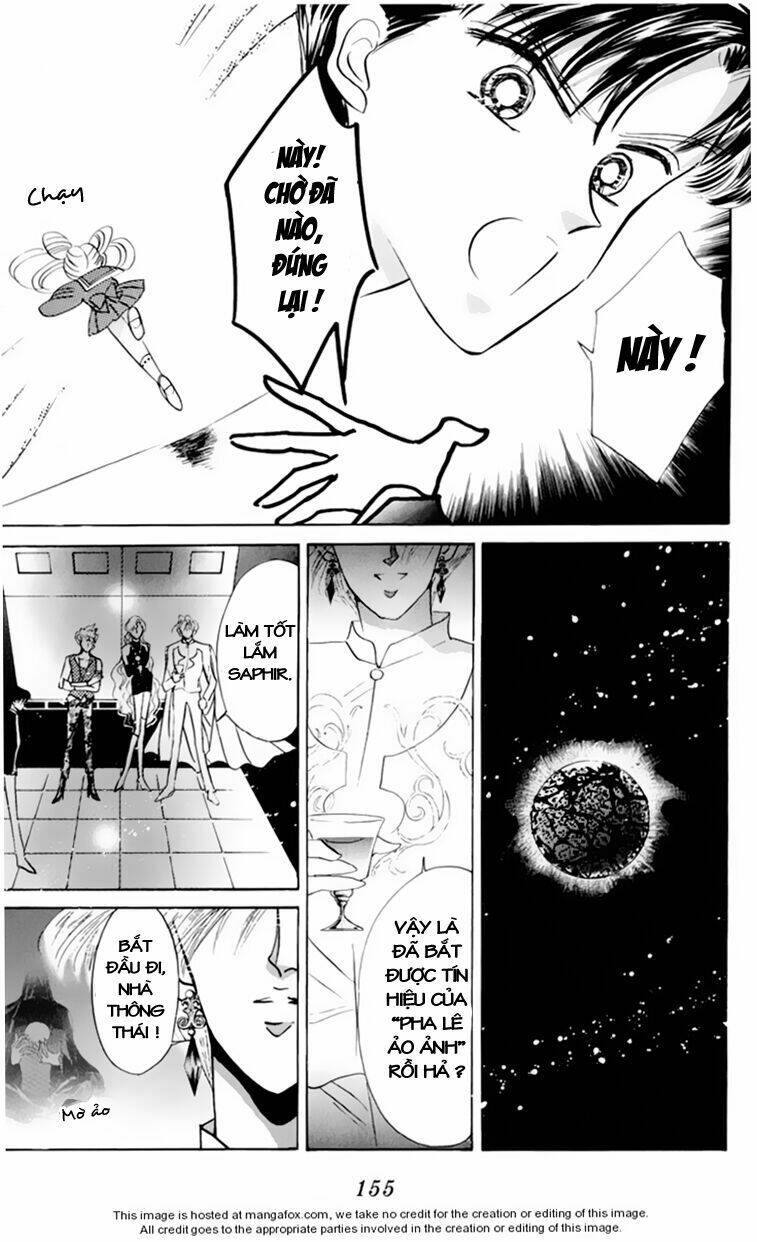 NÀY !
NÀY!
CHỜ ĐÃ
NÀO,
ĐỨNG
LẠI !
Chạy
VẬY LÀ
ĐÃ BẮT
ĐƯỢC TÍN
HIỆU CỦA
“PHA LÊ
ẢO ẢNH”
RỒI HẢ ?
LÀM TỐT
LẮM
SAPHIR.
BẮT
ĐẦU ĐI,
NHÀ
THÔNG
THÁI !
Mờ ảo
155
This image is hosted at mangafox.com, we take no credit for the creation or editing of this image.
All credit goes to the appropriate parties involved in the creation or editing of this image.